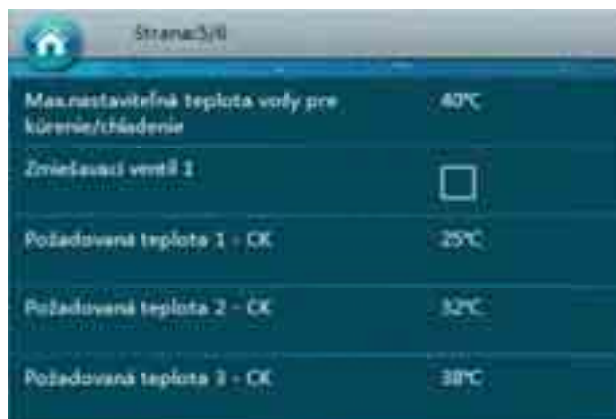 Strana:5/6
Max.nastaviteľná teplota vody pre
kúrenie/chladenie
40℃
Zmiešavací ventil 1
Požadovaná teplota 1 - CK
25℃
Požadovaná teplota 2 - CK
32℃
Požadovaná teplota 3 - CK
38℃